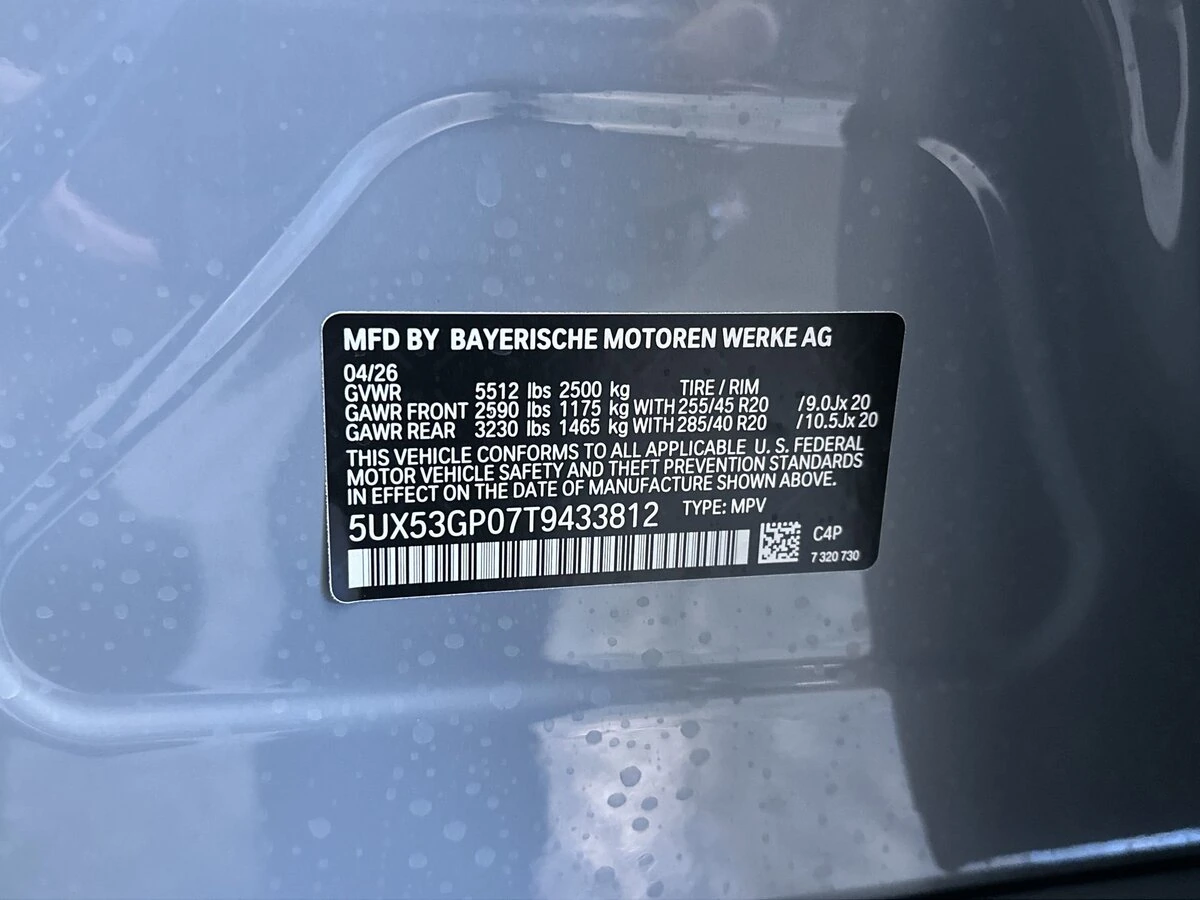 MFD BY BAYERISCHE MOTOREN WERKE AG
04/26
GVWR 5512 lbs 2500 kg TIRE / RIM
GAWR FRONT 2590 lbs 1175 kg WITH 255/45 R20 /9.0Jx20
GAWR REAR 3230 lbs 1465 kg WITH 285/40 R20 /10.5Jx20
THIS VEHICLE CONFORMS TO ALL APPLICABLE U. S. FEDERAL
MOTOR VEHICLE SAFETY AND THEFT PREVENTION STANDARDS
IN EFFECT ON THE DATE OF MANUFACTURE SHOWN ABOVE.
5UX53GP07T9433812 TYPE: MPV
C4P
7 320 730